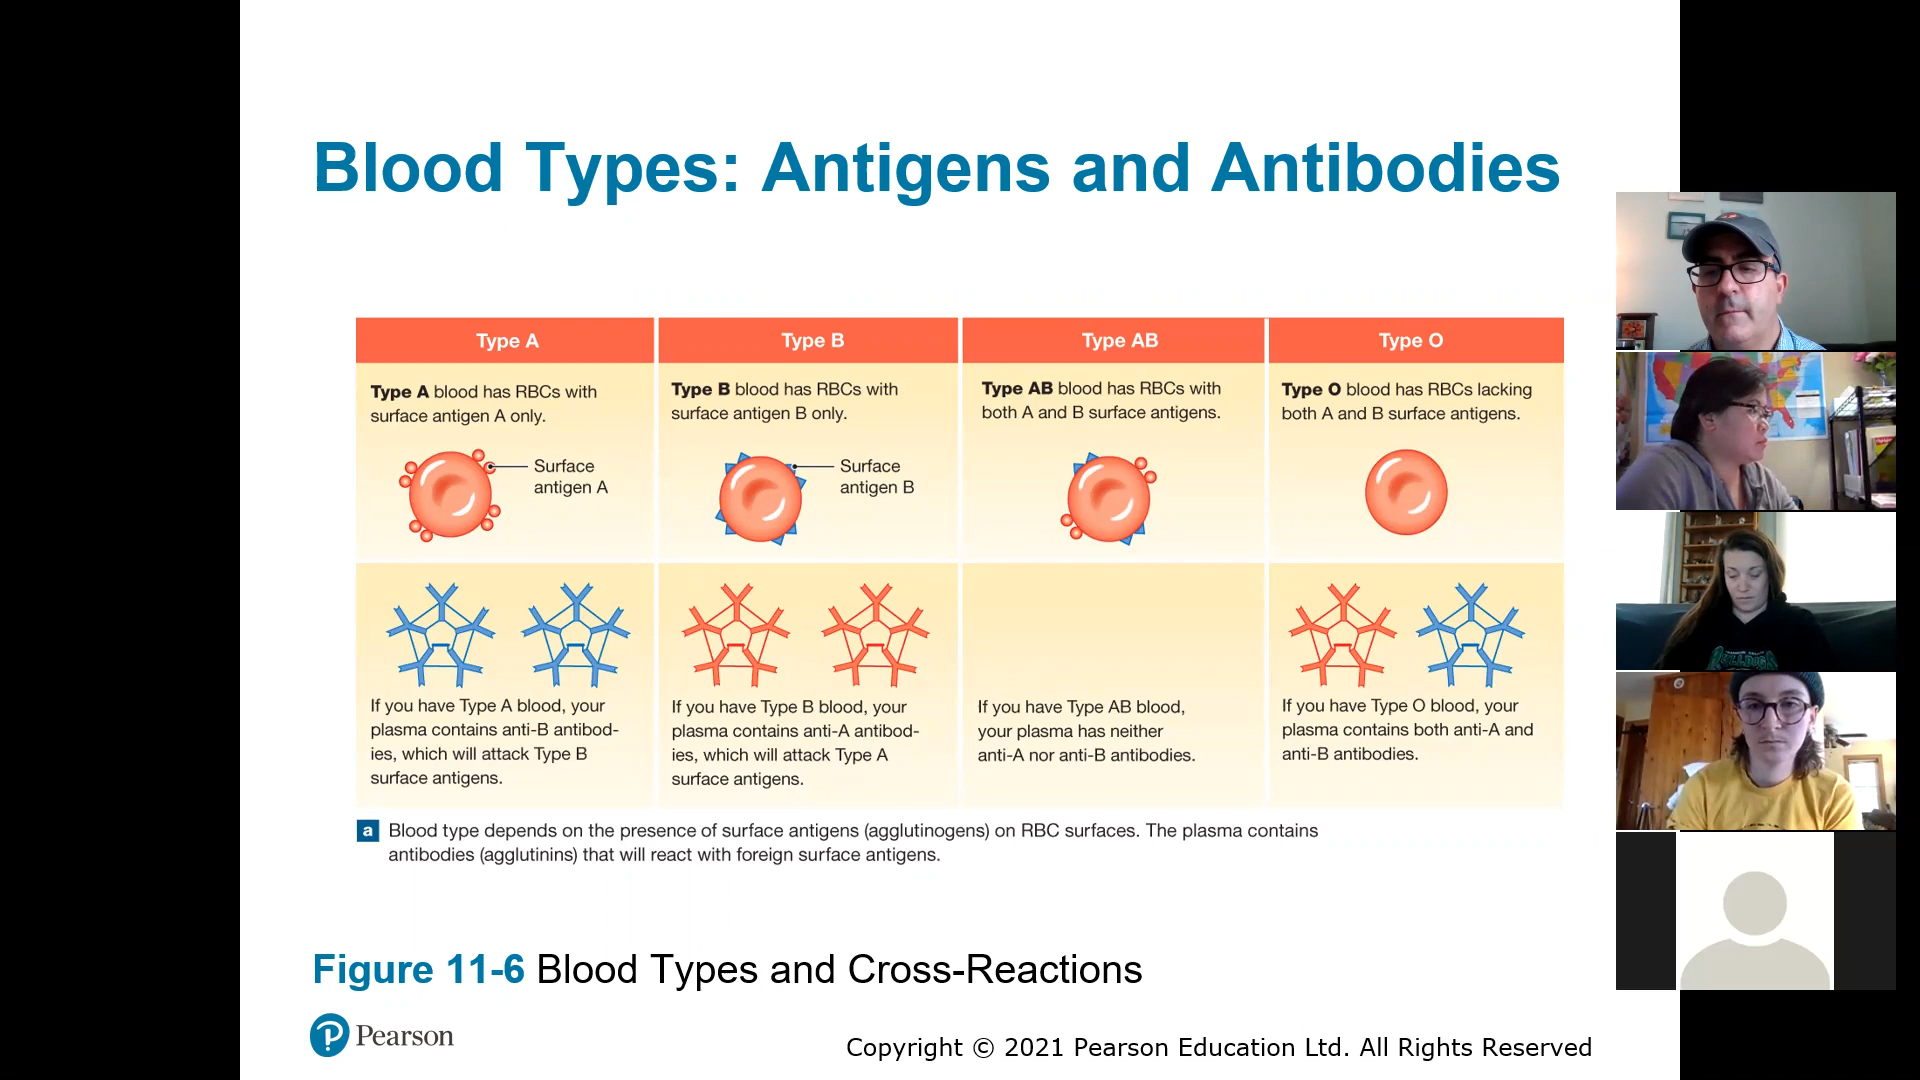 Blood Types: Antigens and Antibodies
Type A
Type B
Type AB
Type O
Type A blood has RBCs with
surface antigen A only.
Surface
antigen A
Type B blood has RBCs with
surface antigen B only.
Surface
antigen B
Type AB blood has RBCs with
both A and B surface antigens.
Type O blood has RBCs lacking
both A and B surface antigens.
If you have Type A blood, your
plasma contains anti-B antibod-
ies, which will attack Type B
surface antigens.
If you have Type B blood, your
plasma contains anti-A antibod-
ies, which will attack Type A
surface antigens.
If you have Type AB blood,
your plasma has neither
anti-A nor anti-B antibodies.
If you have Type O blood, your
plasma contains both anti-A and
anti-B antibodies.
a Blood type depends on the presence of surface antigens (agglutinogens) on RBC surfaces. The plasma contains
antibodies (agglutinins) that will react with foreign surface antigens.
Figure 11-6 Blood Types and Cross-Reactions
P Pearson
Copyright © 2021 Pearson Education Ltd. All Rights Reserved